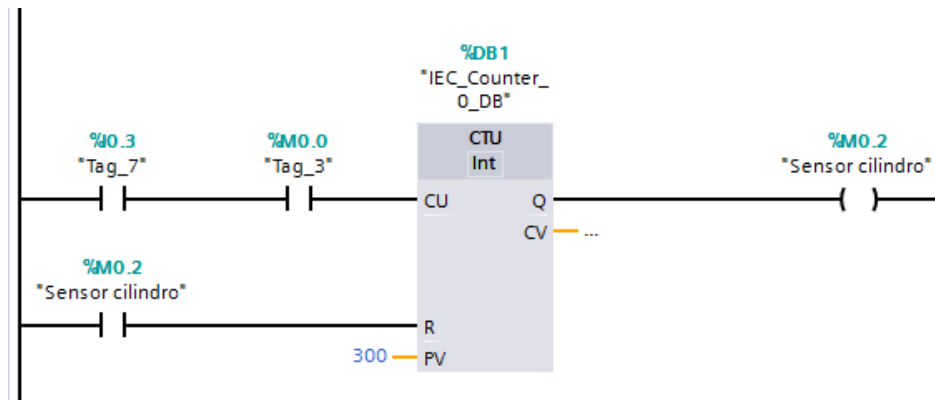 %DB1
"IEC_Counter_
0_DB"
%I0.3
"Tag_7"
%M0.0
"Tag_3"
CTU
Int
%M0.2
"Sensor cilindro"
CU
Q
CV
...
%M0.2
"Sensor cilindro"
R
300
PV